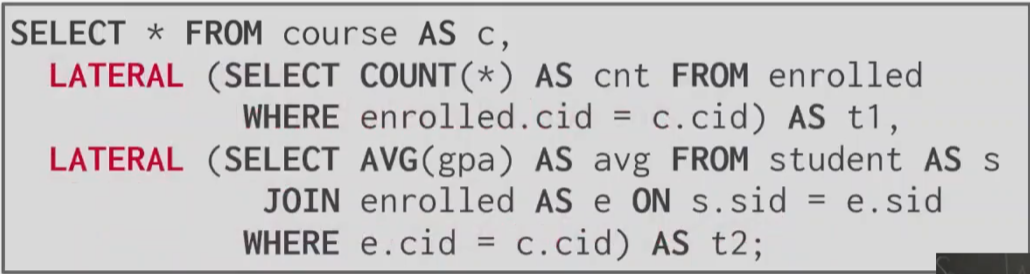 SELECT * FROM course AS c,
LATERAL (SELECT COUNT(*) AS cnt FROM enrolled
WHERE enrolled.cid = c.cid) AS t1,
LATERAL (SELECT AVG(gpa) AS avg FROM student AS s
JOIN enrolled AS e ON s.sid = e.sid
WHERE e.cid = c.cid) AS t2;